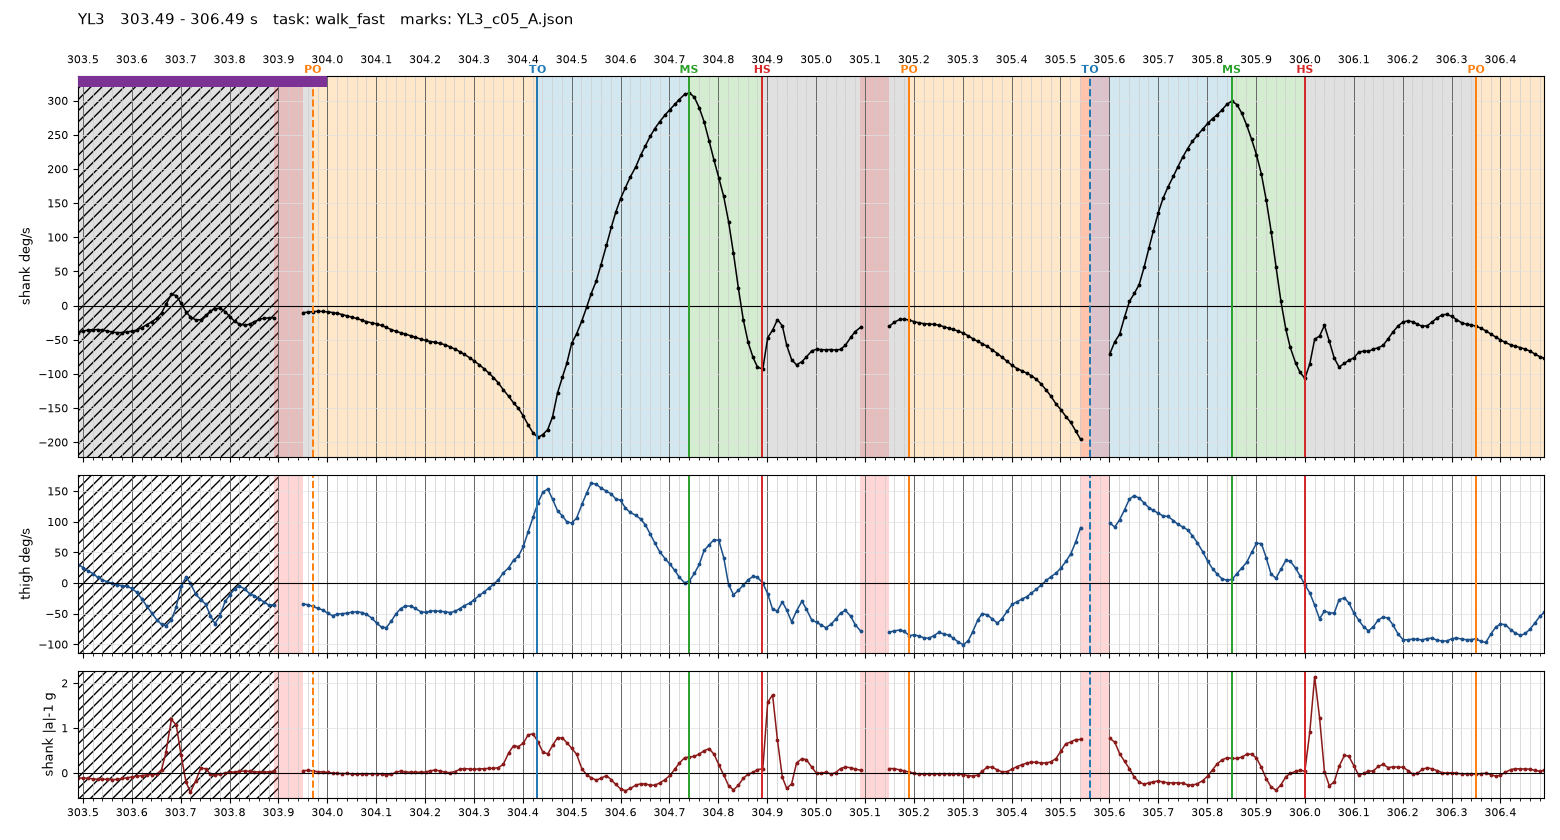 YL3   303.49 - 306.49 s   task: walk_fast   marks: YL3_c05_A.json
303.5 303.6 303.7 303.8 303.9 304.0 304.1 304.2 304.3 304.4 304.5 304.6 304.7 304.8 304.9 305.0 305.1 305.2 305.3 305.4 305.5 305.6 305.7 305.8 305.9 306.0 306.1 306.2 306.3 306.4
PO TO MS HS PO TO MS HS PO
shank deg/s
300
250
200
150
100
50
0
−50
−100
−150
−200
thigh deg/s
150
100
50
0
−50
−100
shank |a|-1 g
2
1
0
303.5 303.6 303.7 303.8 303.9 304.0 304.1 304.2 304.3 304.4 304.5 304.6 304.7 304.8 304.9 305.0 305.1 305.2 305.3 305.4 305.5 305.6 305.7 305.8 305.9 306.0 306.1 306.2 306.3 306.4